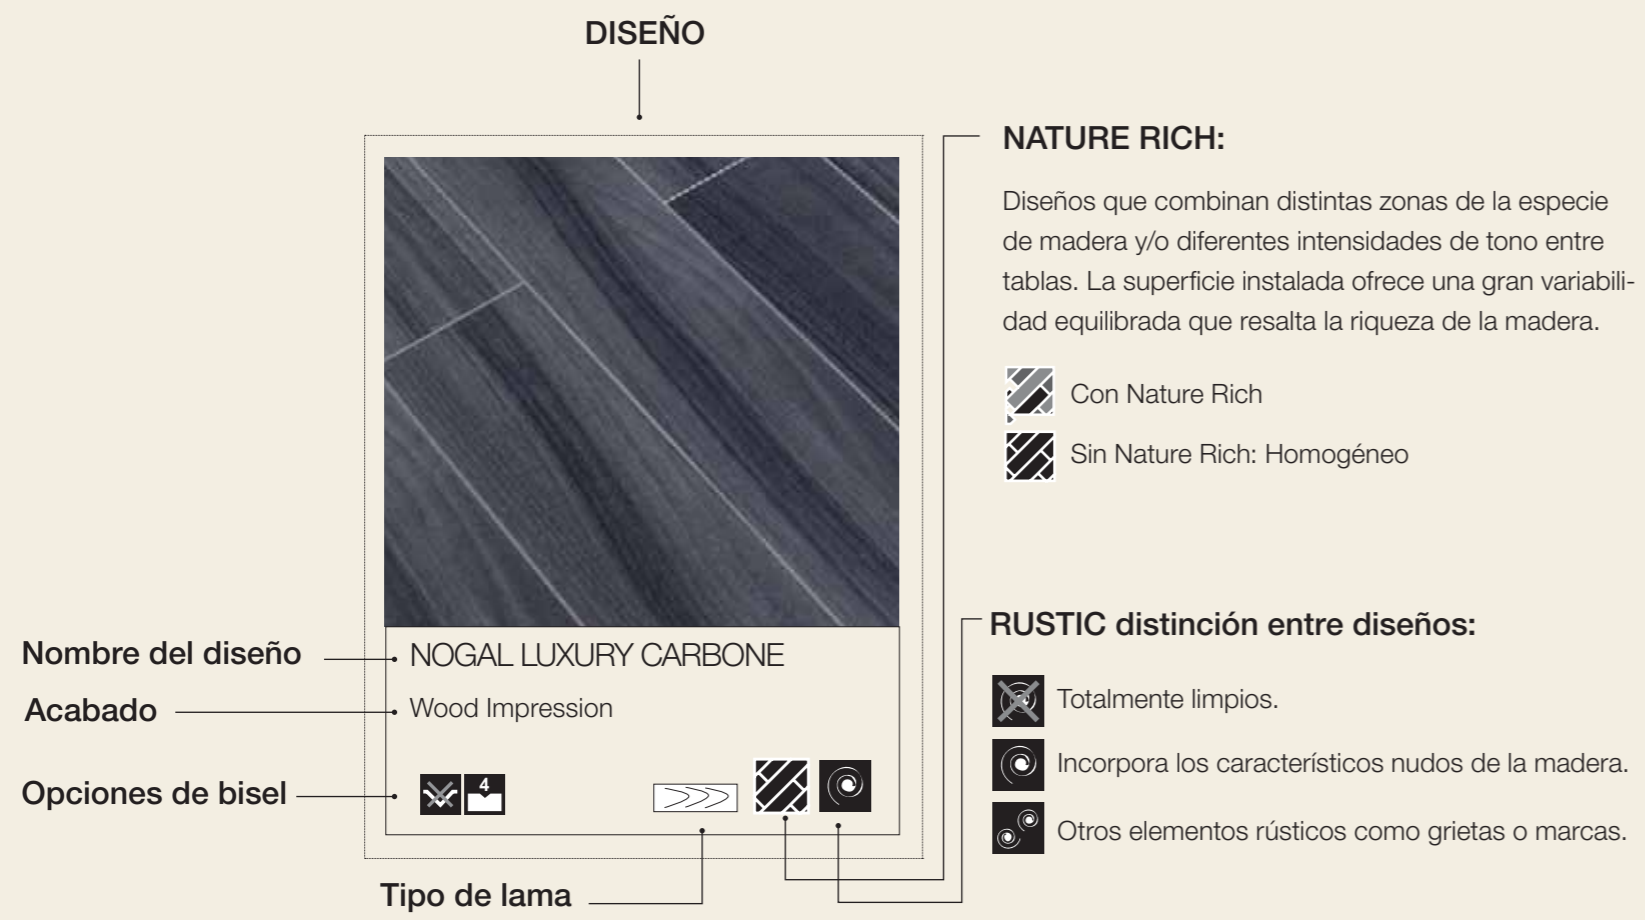 DISEÑO
NATURE RICH:
Diseños que combinan distintas zonas de la especie
de madera y/o diferentes intensidades de tono entre
tablas. La superficie instalada ofrece una gran variabili-
dad equilibrada que resalta la riqueza de la madera.
Con Nature Rich
Sin Nature Rich: Homogéneo
Nombre del diseño
NOGAL LUXURY CARBONE
Acabado
Wood Impression
Opciones de bisel
4
Tipo de lama
RUSTIC distinción entre diseños:
Totalmente limpios.
Incorpora los característicos nudos de la madera.
Otros elementos rústicos como grietas o marcas.